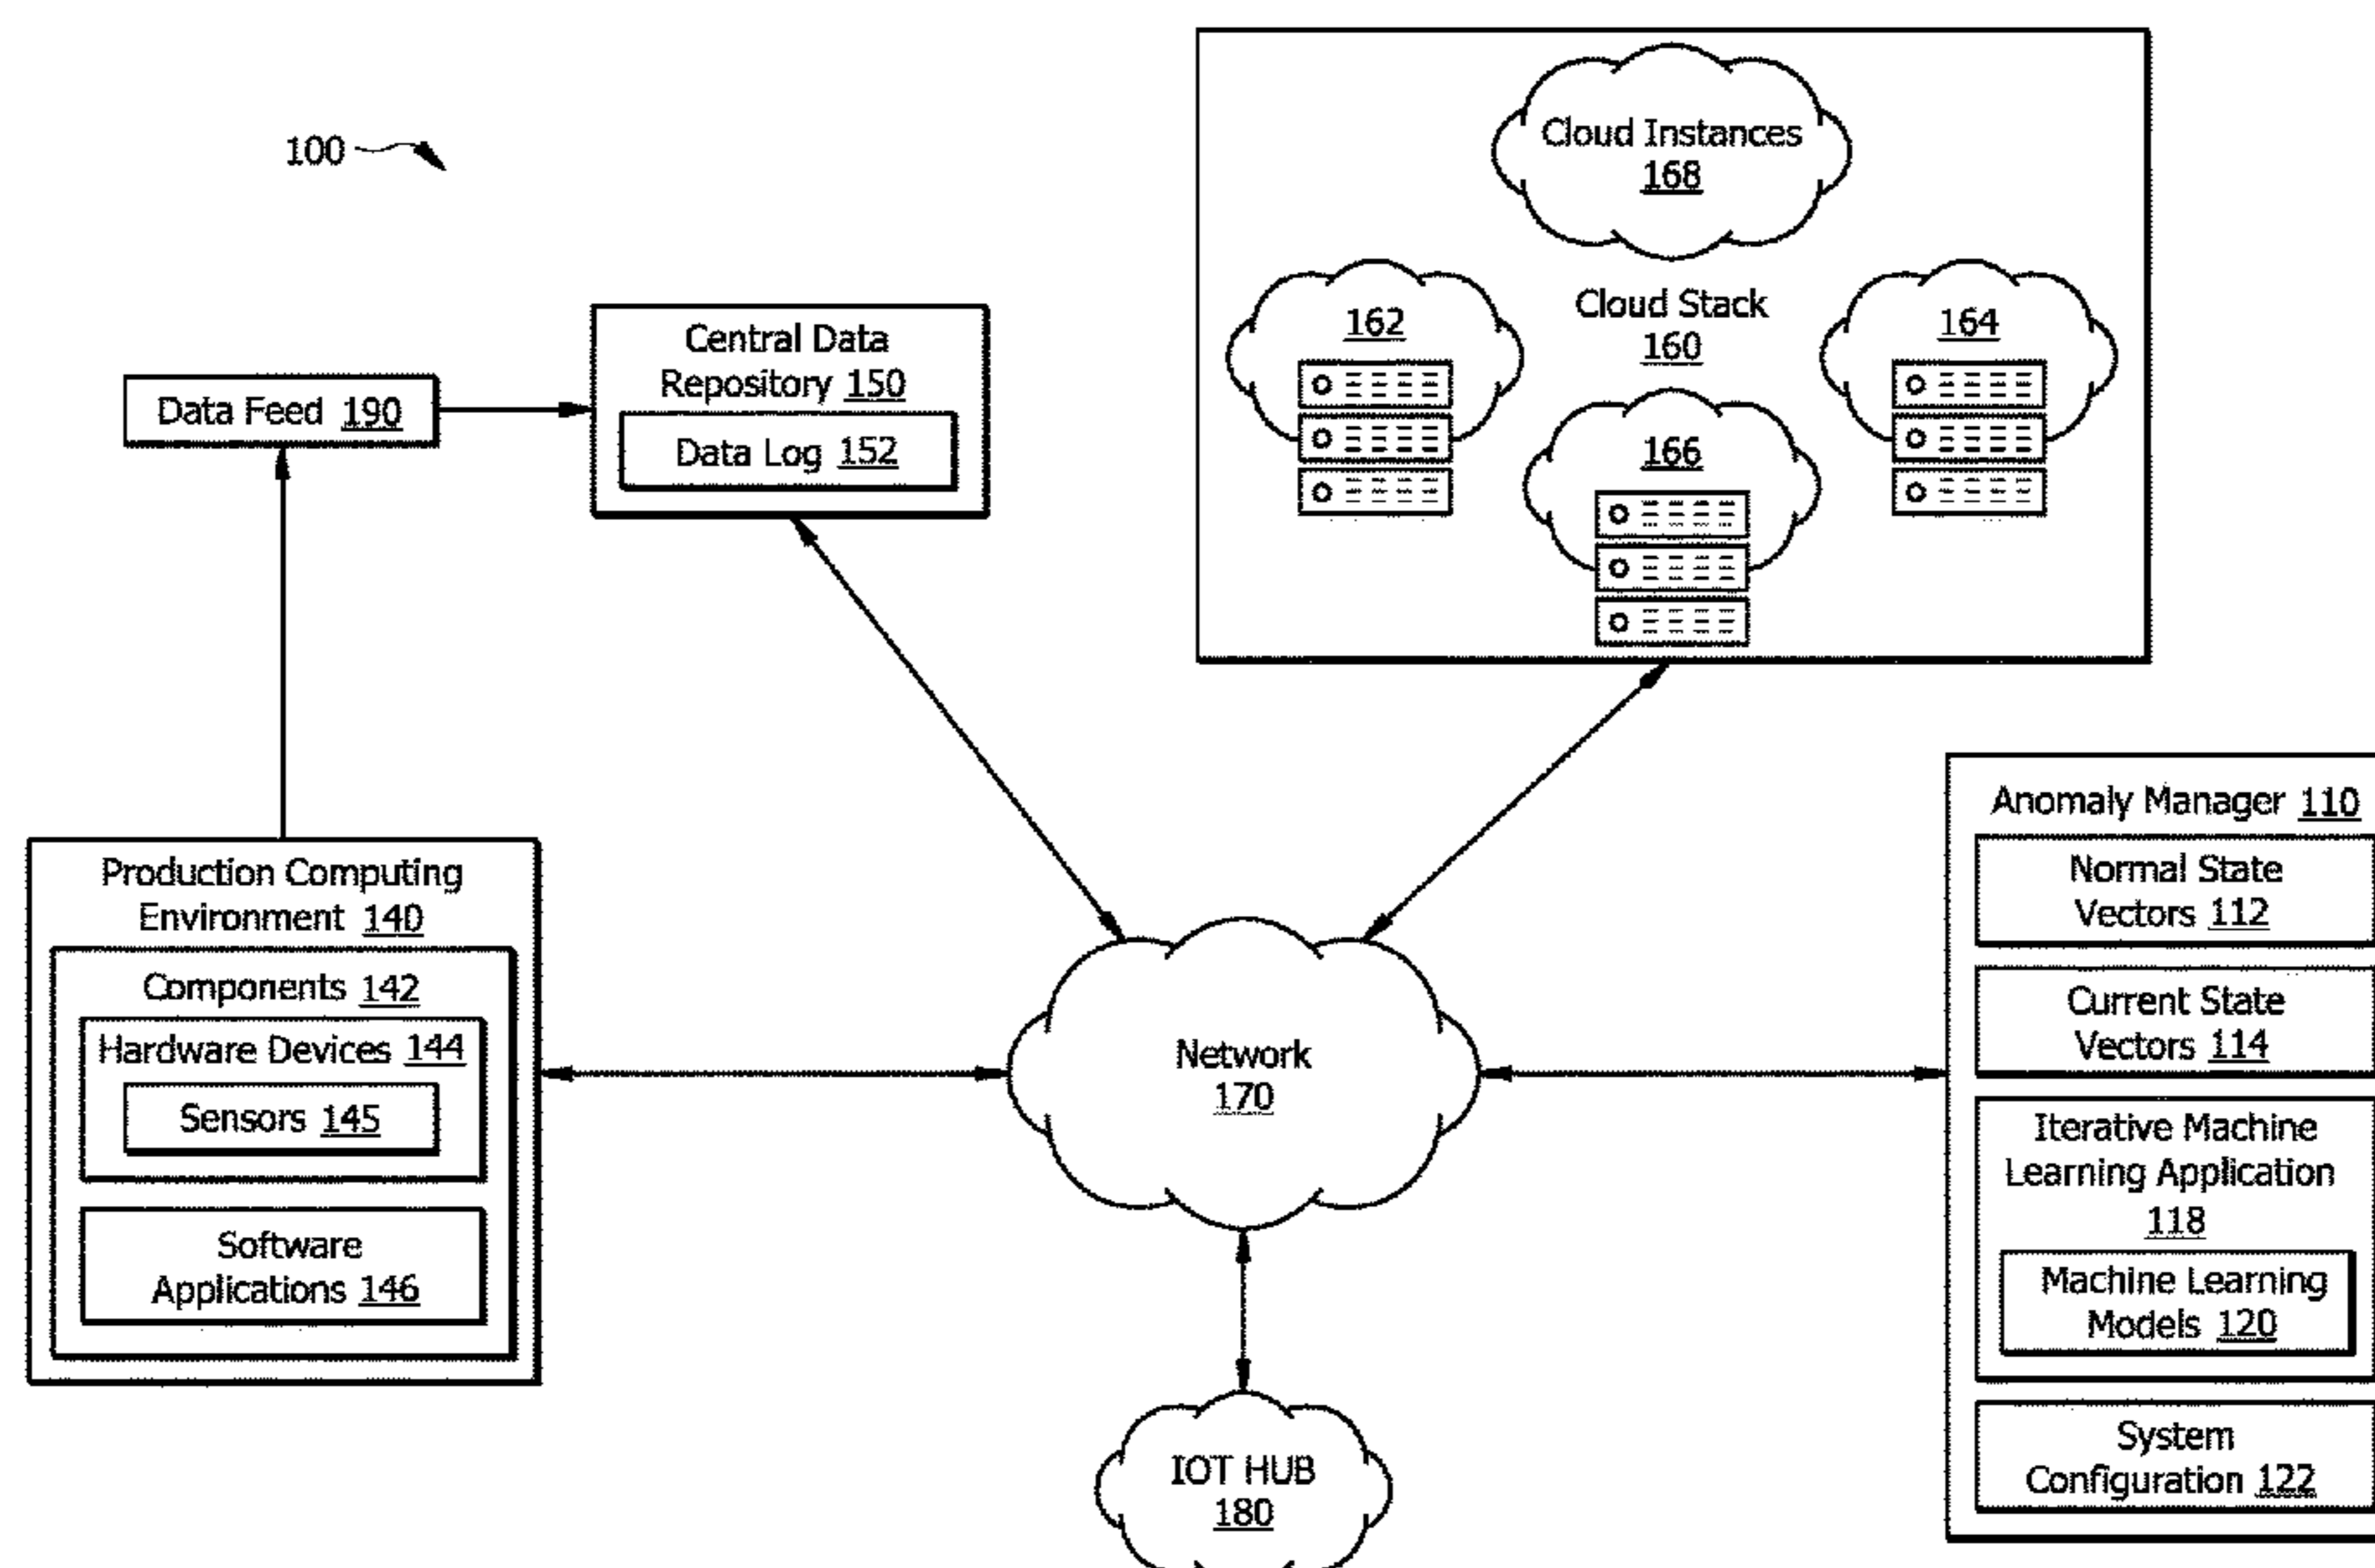 100
Cloud Instances
168
Cloud Stack
160
162
164
166
Central Data
Repository 150
Data Log 152
Data Feed 190
Production Computing
Environment 140
Components 142
Hardware Devices 144
Sensors 145
Software
Applications 146
Network
170
IOT HUB
180
Anomaly Manager 110
Normal State
Vectors 112
Current State
Vectors 114
Iterative Machine
Learning Application
118
Machine Learning
Models 120
System
Configuration 122